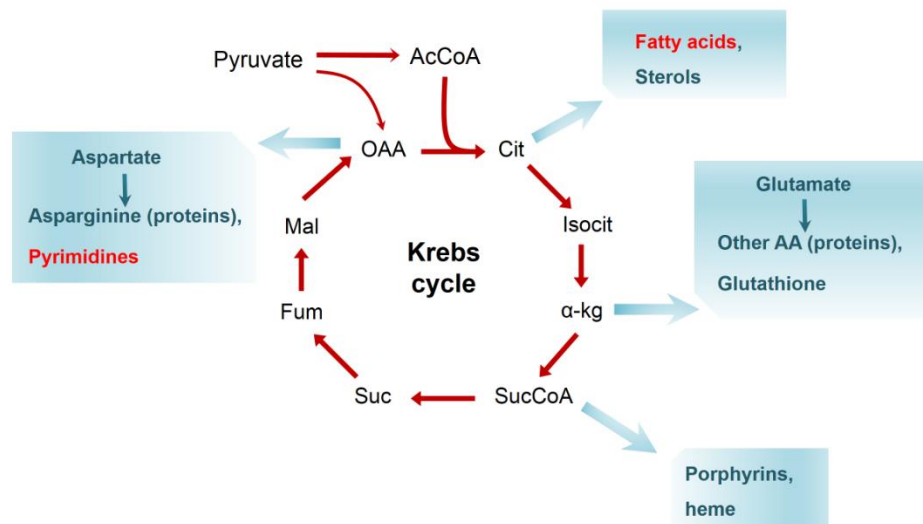 Pyruvate
AcCoA
Fatty acids,
Sterols
OAA
Cit
Aspartate
Asparginine (proteins),
Pyrimidines
Glutamate
Other AA (proteins),
Glutathione
Mal
Isocit
Krebs
cycle
Fum
α-kg
Suc
SucCoA
Porphyrins,
heme